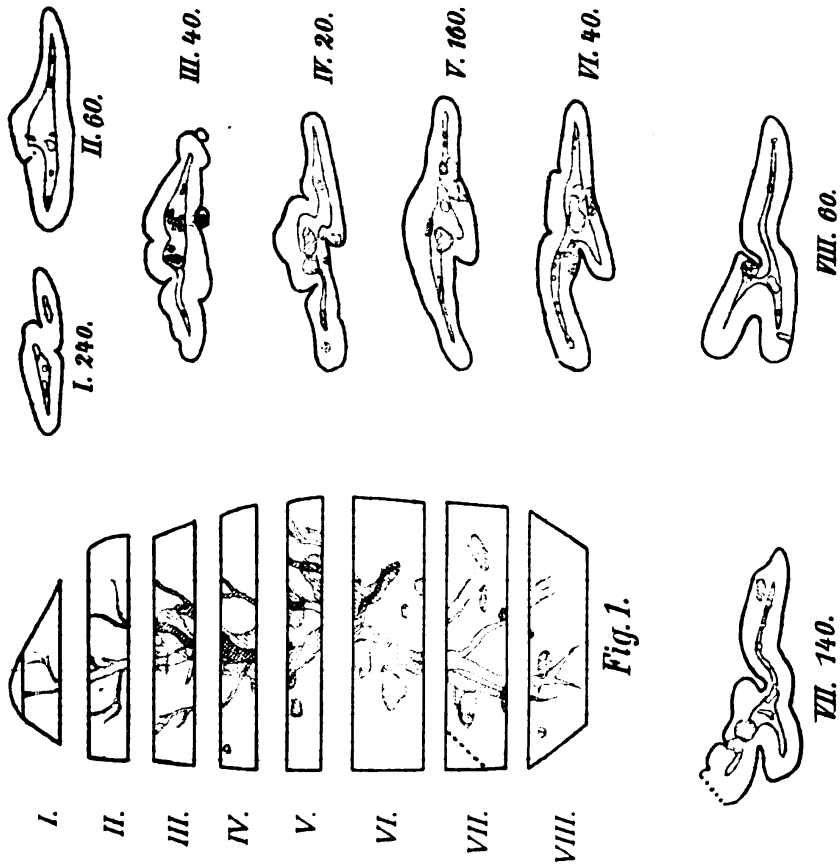 II. 60.
III. 40.
IV. 20.
V. 160.
VI. 40.
I. 240.
VIII. 60.
Fig. 1.
VII. 140.
I.
II.
III.
IV.
V.
VI.
VII.
VIII.